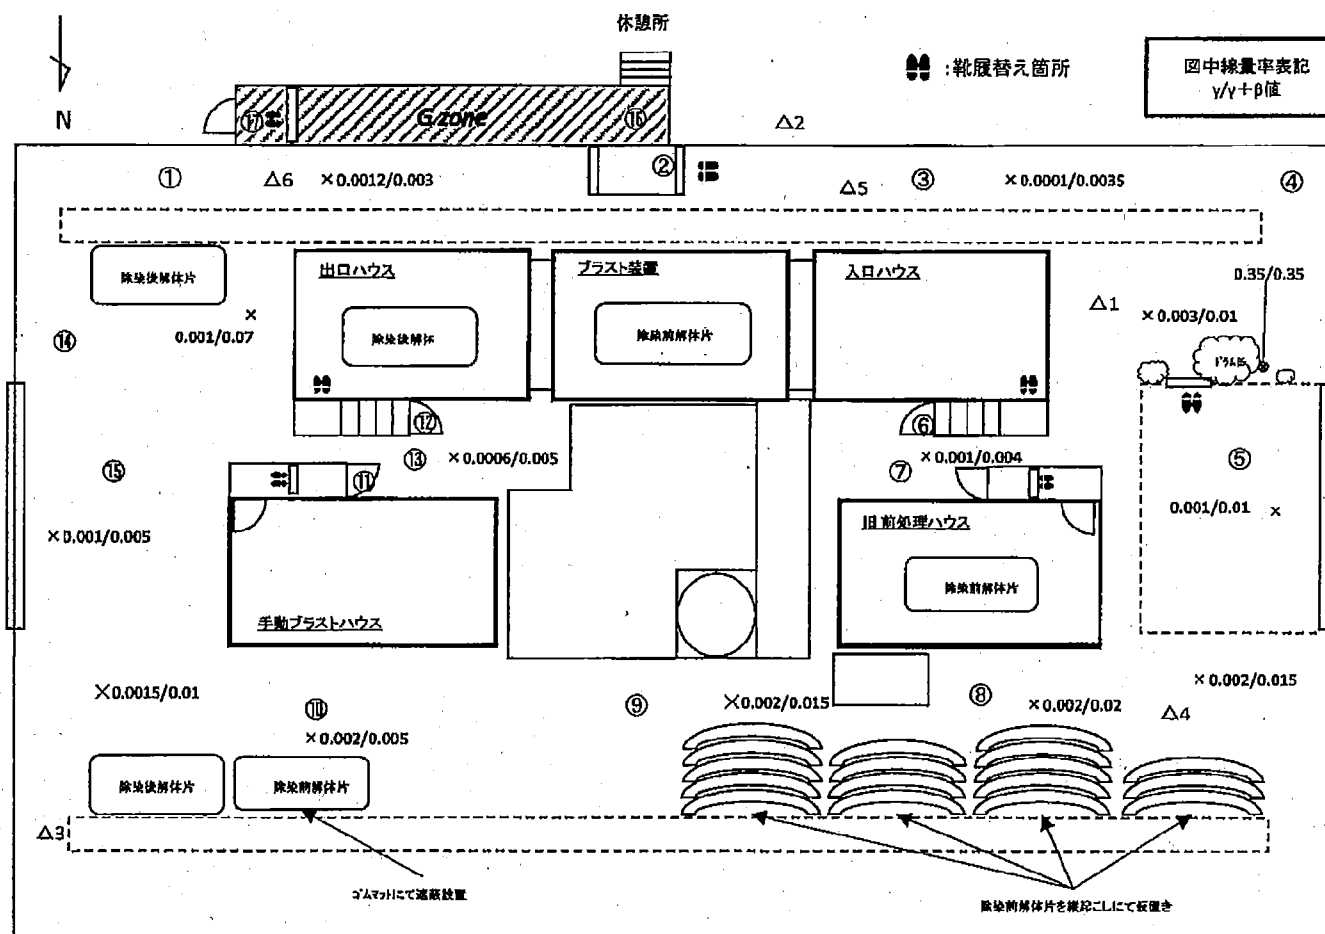 休憩所
:靴履替え箇所
図中線量率表記
γ/γ+β値
N
⑰
G zone
⑯
△2
①
△6
×0.0012/0.003
②
△5
③
×0.0001/0.0035
④
除染後解体片
出口ハウス
ブラスト装置
入口ハウス
0.35/0.35
△1
×0.003/0.01
⑭
0.001/0.07
×
除染後解体
除染前解体片
ドラム缶
⑫
⑥
⑬
×0.0006/0.005
⑦
×0.001/0.004
⑤
⑮
⑪
0.001/0.01
×
×0.001/0.005
旧前処理ハウス
除染前解体片
手動ブラストハウス
×0.0015/0.01
⑩
×0.002/0.005
⑨
×0.002/0.015
⑧
×0.002/0.02
×0.002/0.015
△4
除染後解体片
除染前解体片
△3
ゴムマットにて遮蔽設置
除染前解体片を縦起こしにて仮置き